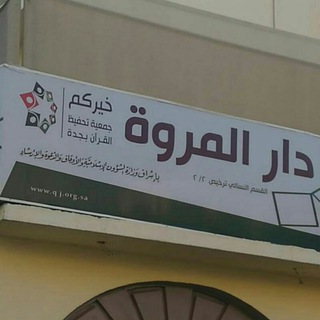 خيركم
جمعية تحفيظ
القرآن بجدة
دار المروة
القسم النسائي ترخيص ٢/٢
بإشراف وزارة الشؤون الإسلامية والأوقاف والدعوة والإرشاد
www.qj.org.sa